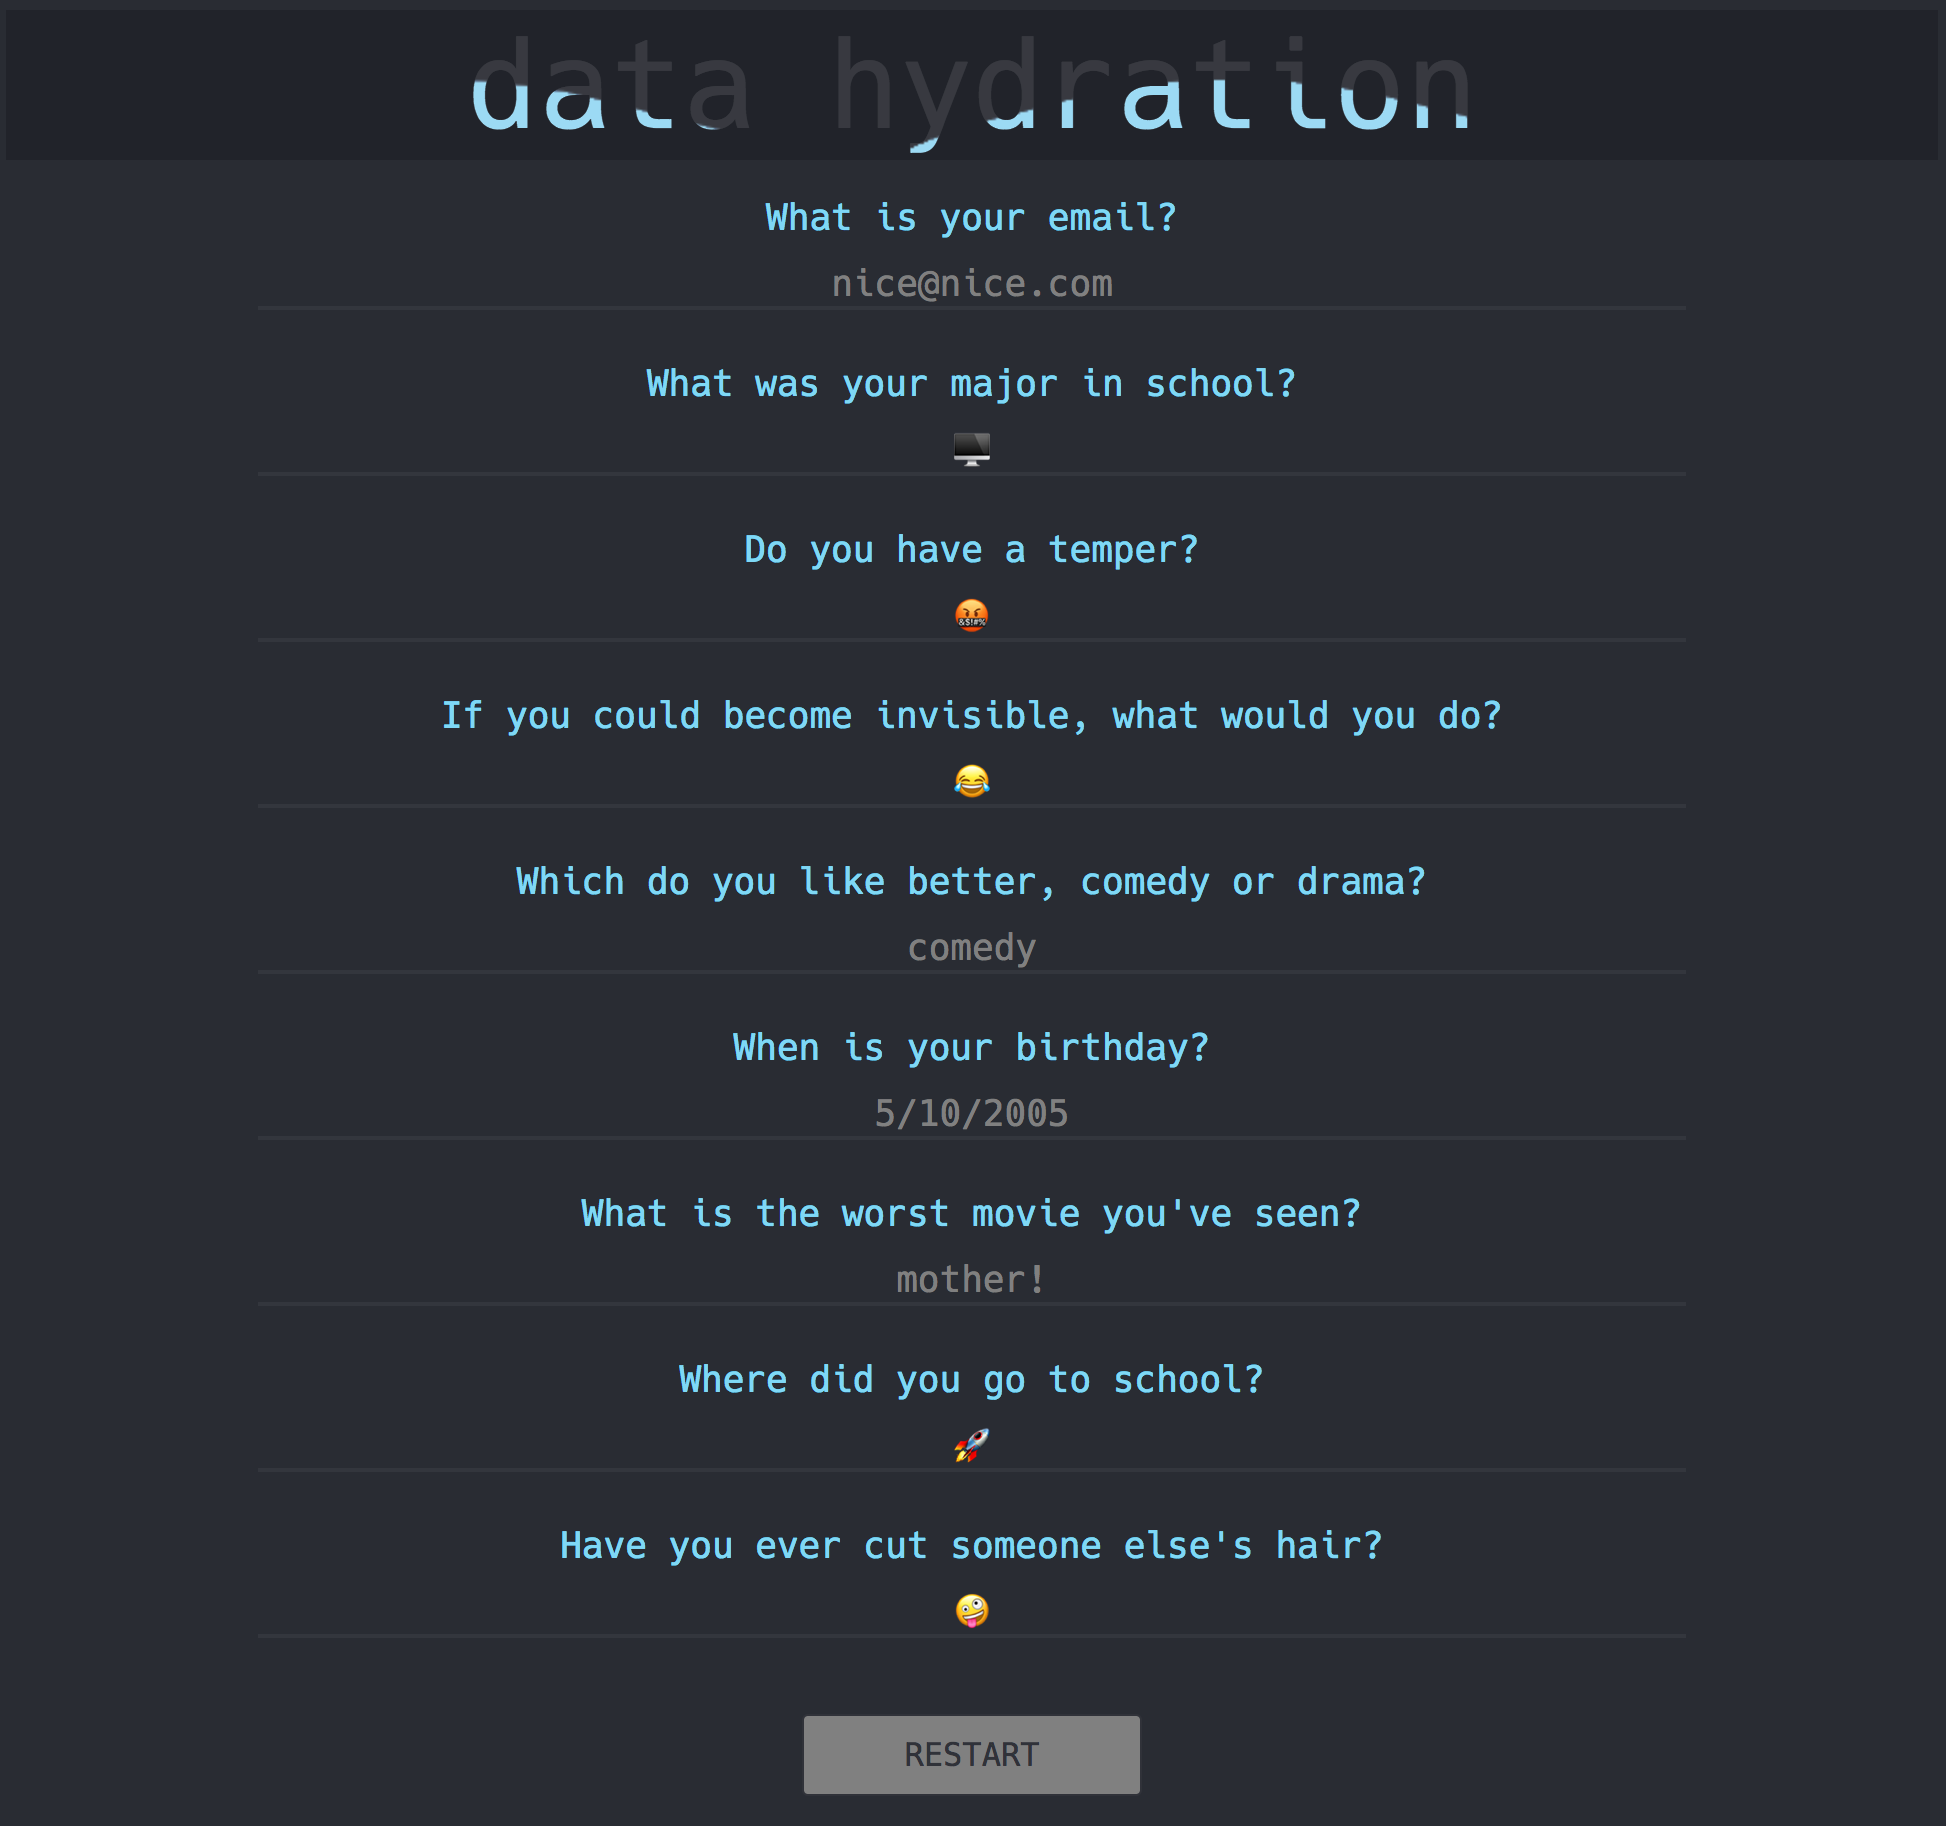 data hydration
What is your email?
nice@nice.com
What was your major in school?
🖥️
Do you have a temper?
🤬
If you could become invisible, what would you do?
😂
Which do you like better, comedy or drama?
comedy
When is your birthday?
5/10/2005
What is the worst movie you've seen?
mother!
Where did you go to school?
🚀
Have you ever cut someone else's hair?
🤪
RESTART